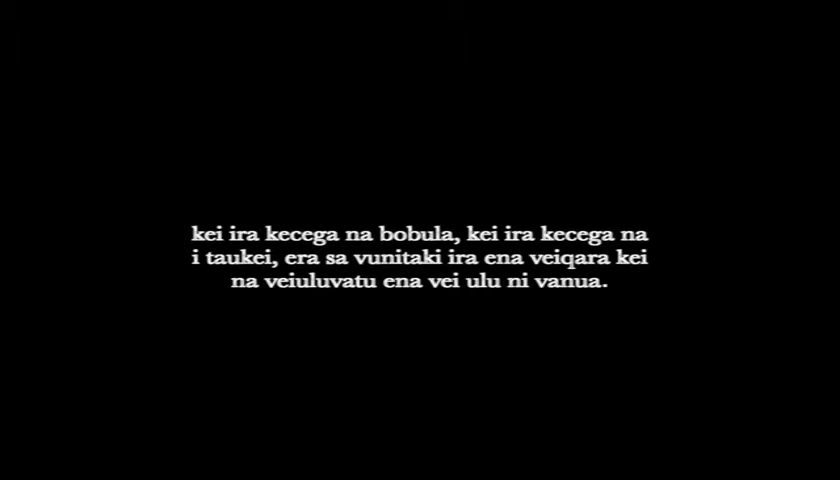 kei ira kecega na bobula, kei ira kecega na
i taukei, era sa vunitaki ira ena veiqara kei
na veiuluvatu ena vei ulu ni vanua.